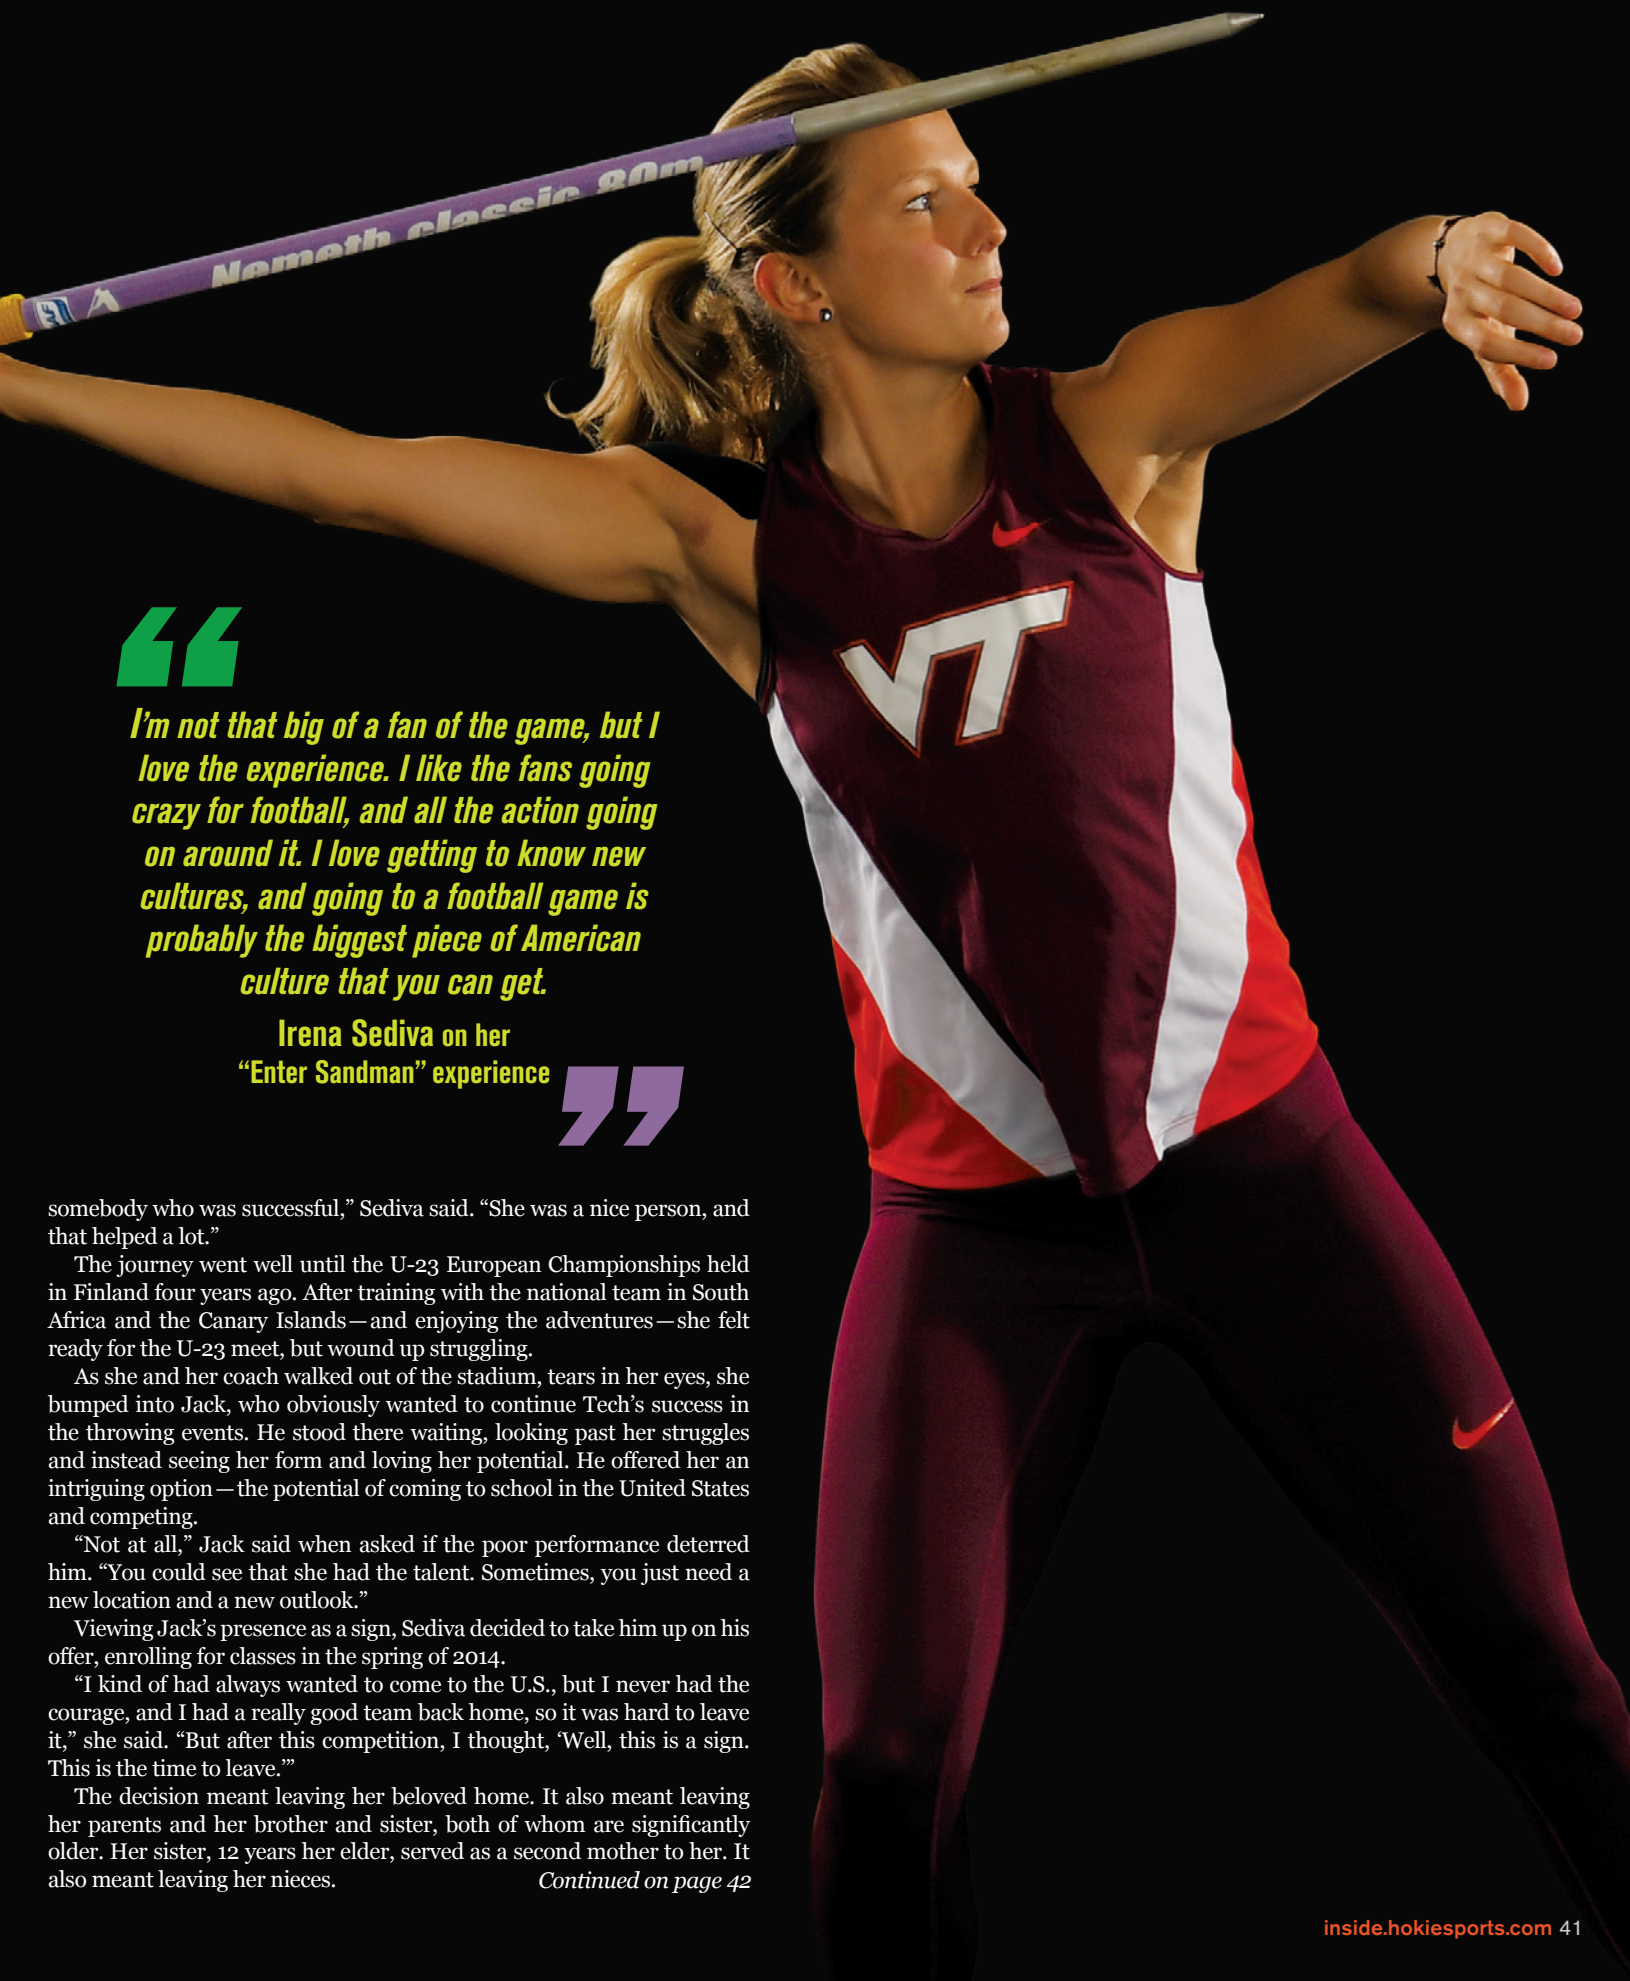 Nemeth classic 80m
VT
“
I’m not that big of a fan of the game, but I
love the experience. I like the fans going
crazy for football, and all the action going
on around it. I love getting to know new
cultures, and going to a football game is
probably the biggest piece of American
culture that you can get.
Irena Sediva on her
“Enter Sandman” experience
”
somebody who was successful,” Sediva said. “She was a nice person, and
that helped a lot.”
The journey went well until the U-23 European Championships held
in Finland four years ago. After training with the national team in South
Africa and the Canary Islands — and enjoying the adventures — she felt
ready for the U-23 meet, but wound up struggling.
As she and her coach walked out of the stadium, tears in her eyes, she
bumped into Jack, who obviously wanted to continue Tech’s success in
the throwing events. He stood there waiting, looking past her struggles
and instead seeing her form and loving her potential. He offered her an
intriguing option — the potential of coming to school in the United States
and competing.
“Not at all,” Jack said when asked if the poor performance deterred
him. “You could see that she had the talent. Sometimes, you just need a
new location and a new outlook.”
Viewing Jack’s presence as a sign, Sediva decided to take him up on his
offer, enrolling for classes in the spring of 2014.
“I kind of had always wanted to come to the U.S., but I never had the
courage, and I had a really good team back home, so it was hard to leave
it,” she said. “But after this competition, I thought, ‘Well, this is a sign.
This is the time to leave.’”
The decision meant leaving her beloved home. It also meant leaving
her parents and her brother and sister, both of whom are significantly
older. Her sister, 12 years her elder, served as a second mother to her. It
also meant leaving her nieces.
Continued on page 42
inside.hokiesports.com 41